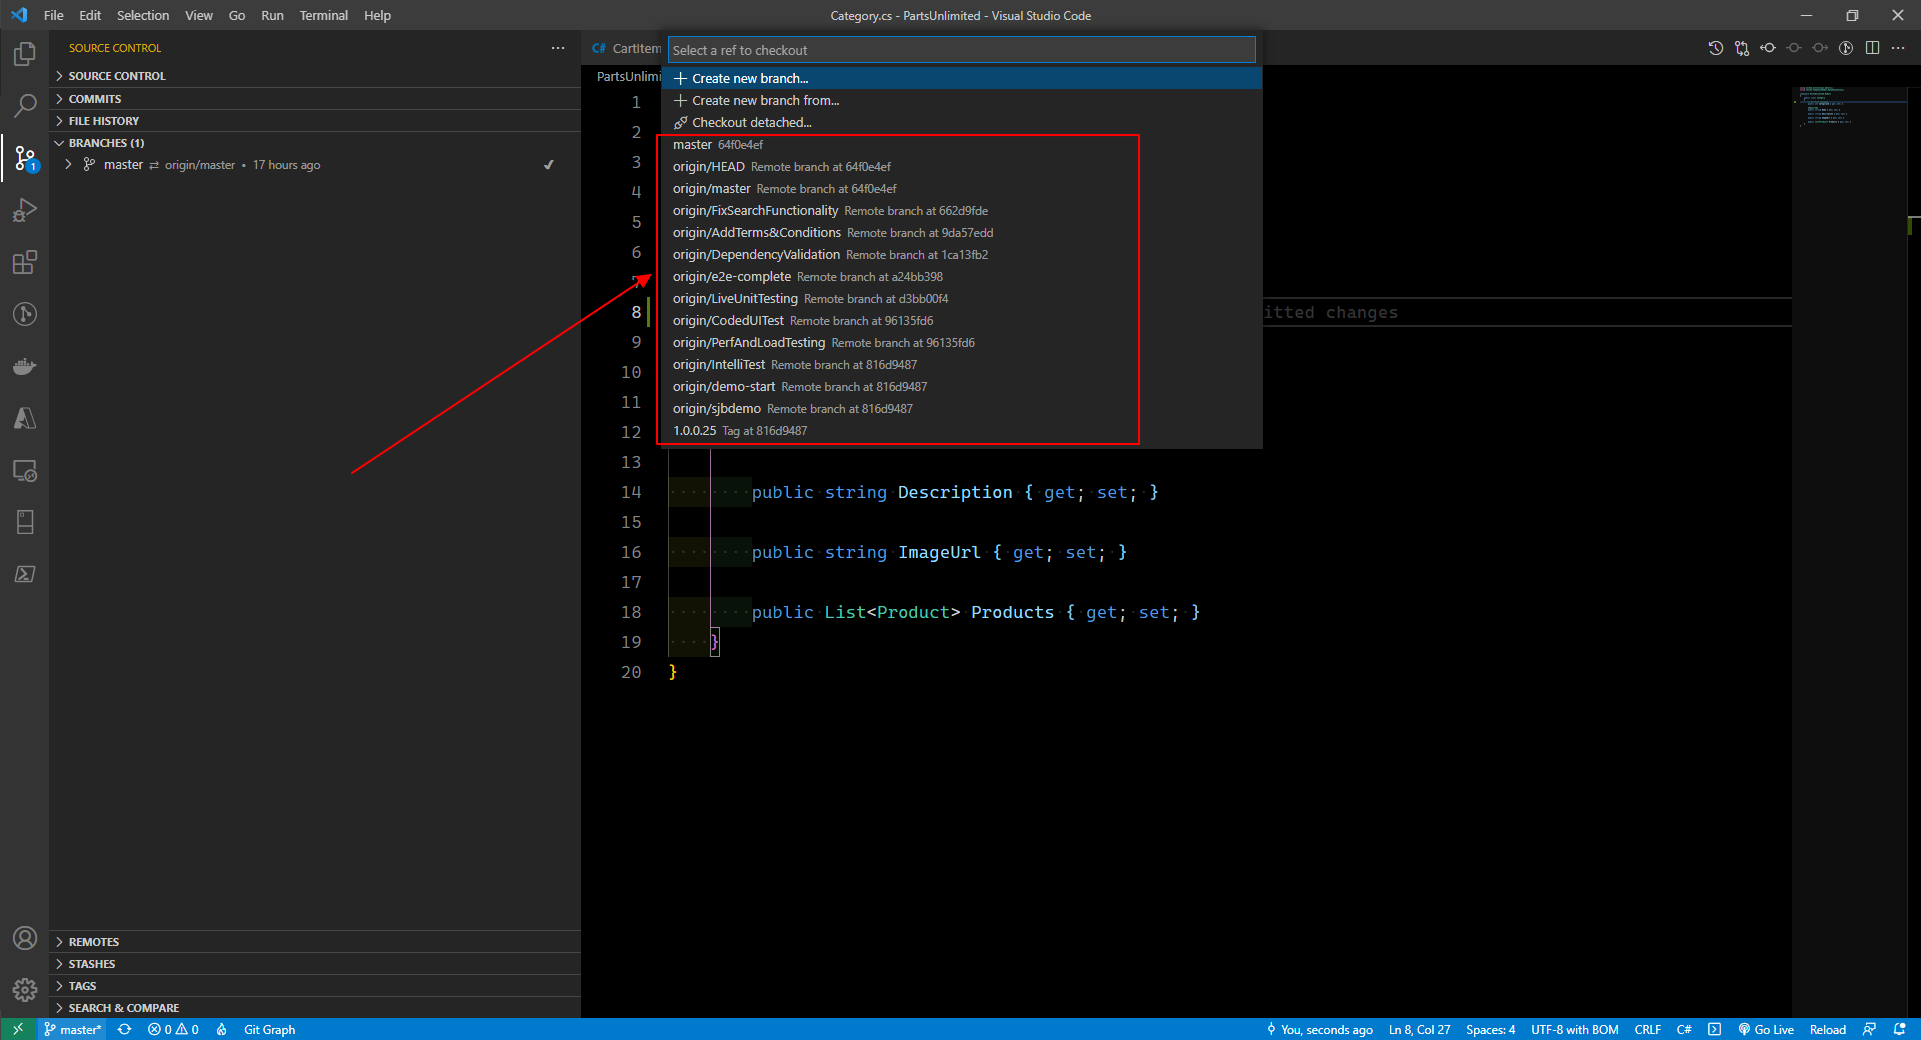 File Edit Selection View Go Run Terminal Help
Category.cs - PartsUnlimited - Visual Studio Code
SOURCE CONTROL
SOURCE CONTROL
COMMITS
FILE HISTORY
BRANCHES (1)
master ⇄ origin/master • 17 hours ago
1
REMOTES
STASHES
TAGS
SEARCH & COMPARE
C# CartItem
PartsUnlimi
Select a ref to checkout
Create new branch...
Create new branch from...
Checkout detached...
master 64f0e4ef
origin/HEAD Remote branch at 64f0e4ef
origin/master Remote branch at 64f0e4ef
origin/FixSearchFunctionality Remote branch at 662d9fde
origin/AddTerms&Conditions Remote branch at 9da57edd
origin/DependencyValidation Remote branch at 1ca13fb2
origin/e2e-complete Remote branch at a24bb398
origin/LiveUnitTesting Remote branch at d3bb00f4
origin/CodedUITest Remote branch at 96135fd6
origin/PerfAndLoadTesting Remote branch at 96135fd6
origin/IntelliTest Remote branch at 816d9487
origin/demo-start Remote branch at 816d9487
origin/sjbdemo Remote branch at 816d9487
1.0.0.25 Tag at 816d9487
1
2
3
4
5
6
8 itted changes
9
10
11
12
13
14 public string Description { get; set; }
15
16 public string ImageUrl { get; set; }
17
18 public List<Product> Products { get; set; }
19 }
20 }
master* 0 0 Git Graph
You, seconds ago Ln 8, Col 27 Spaces: 4 UTF-8 with BOM CRLF C# Go Live Reload